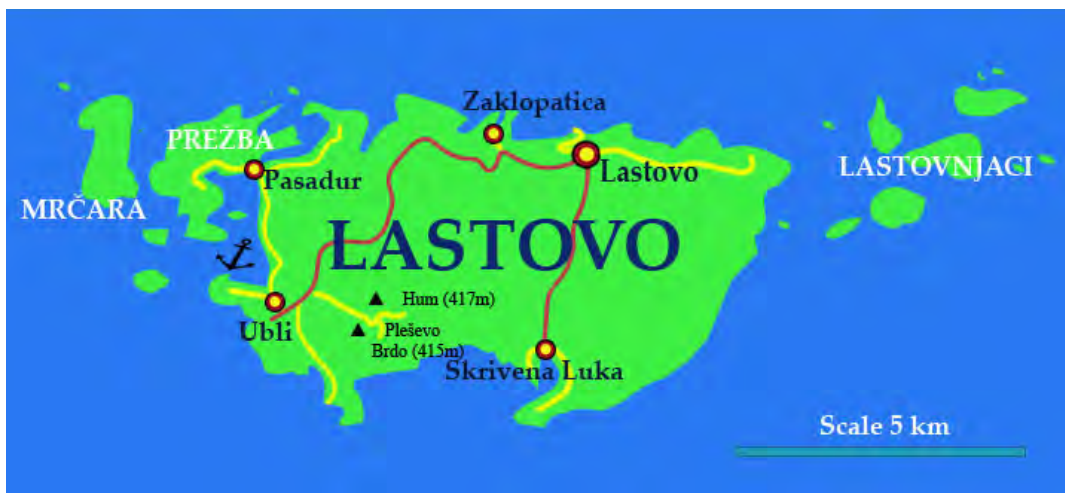 Zaklopatica
PREŽBA
Pasadur
Lastovo
LASTOVNJACI
MRČARA
LASTOVO
Hum (417m)
Ubli
Pleševo
Brdo (415m)
Skrivena Luka
Scale 5 km